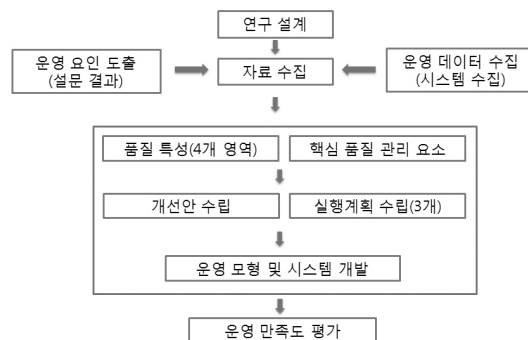 연구 설계
운영 요인 도출
(설문 결과)
자료 수집
운영 데이터 수집
(시스템 수집)
품질 특성(4개 영역)
핵심 품질 관리 요소
개선안 수립
실행계획 수립(3개)
운영 모형 및 시스템 개발
운영 만족도 평가